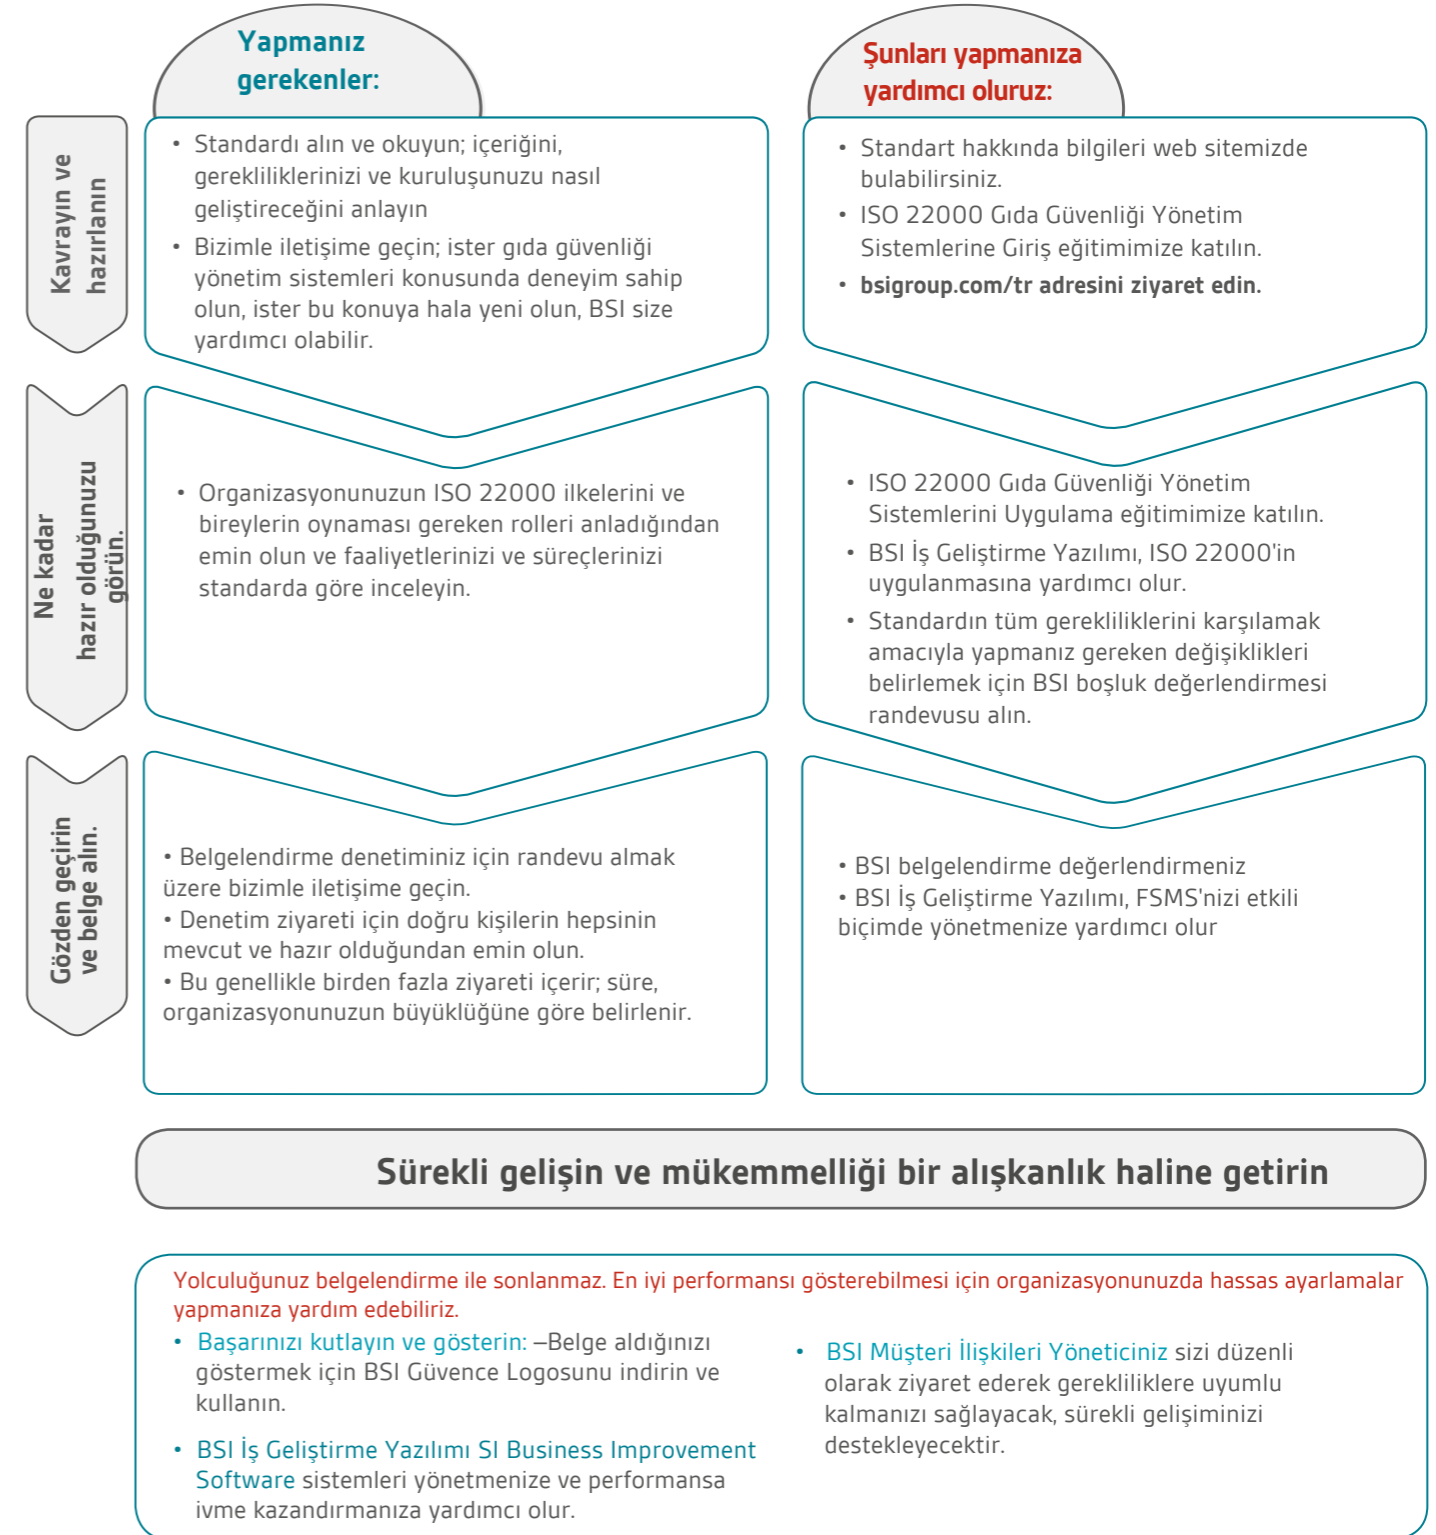 Yapmanız
gerekenler:
Şunları yapmanıza
yardımcı oluruz:
Kavrayın ve
hazırlanın
• Standardı alın ve okuyun; içeriğini,
gerekliliklerinizi ve kuruluşunuzu nasıl
geliştireceğini anlayın
• Bizimle iletişime geçin; ister gıda güvenliği
yönetim sistemleri konusunda deneyim sahip
olun, ister bu konuya hala yeni olun, BSI size
yardımcı olabilir.
• Standart hakkında bilgileri web sitemizde
bulabilirsiniz.
• ISO 22000 Gıda Güvenliği Yönetim
Sistemlerine Giriş eğitimimize katılın.
• bsigroup.com/tr adresini ziyaret edin.
Ne kadar
hazır olduğunuzu
görün.
• Organizasyonunuzun ISO 22000 ilkelerini ve
bireylerin oynaması gereken rolleri anladığından
emin olun ve faaliyetlerinizi ve süreçlerinizi
standarda göre inceleyin.
• ISO 22000 Gıda Güvenliği Yönetim
Sistemlerini Uygulama eğitimimize katılın.
• BSI İş Geliştirme Yazılımı, ISO 22000'in
uygulanmasına yardımcı olur.
• Standardın tüm gerekliliklerini karşılamak
amacıyla yapmanız gereken değişiklikleri
belirlemek için BSI boşluk değerlendirmesi
randevusu alın.
Gözden geçirin
ve belge alın.
• Belgelendirme denetiminiz için randevu almak
üzere bizimle iletişime geçin.
• Denetim ziyareti için doğru kişilerin hepsinin
mevcut ve hazır olduğundan emin olun.
• Bu genellikle birden fazla ziyareti içerir; süre,
organizasyonunuzun büyüklüğüne göre belirlenir.
• BSI belgelendirme değerlendirmeniz
• BSI İş Geliştirme Yazılımı, FSMS'nizi etkili
biçimde yönetmenize yardımcı olur
Sürekli gelişin ve mükemmelliği bir alışkanlık haline getirin
Yolculuğunuz belgelendirme ile sonlanmaz. En iyi performansı gösterebilmesi için organizasyonunuzda hassas ayarlamalar
yapmanıza yardım edebiliriz.
• Başarınızı kutlayın ve gösterin: –Belge aldığınızı
göstermek için BSI Güvence Logosunu indirin ve
kullanın.
• BSI İş Geliştirme Yazılımı SI Business Improvement
Software sistemleri yönetmenize ve performansa
ivme kazandırmanıza yardımcı olur.
• BSI Müşteri İlişkileri Yöneticiniz sizi düzenli
olarak ziyaret ederek gerekliliklere uyumlu
kalmanızı sağlayacak, sürekli gelişiminizi
destekleyecektir.